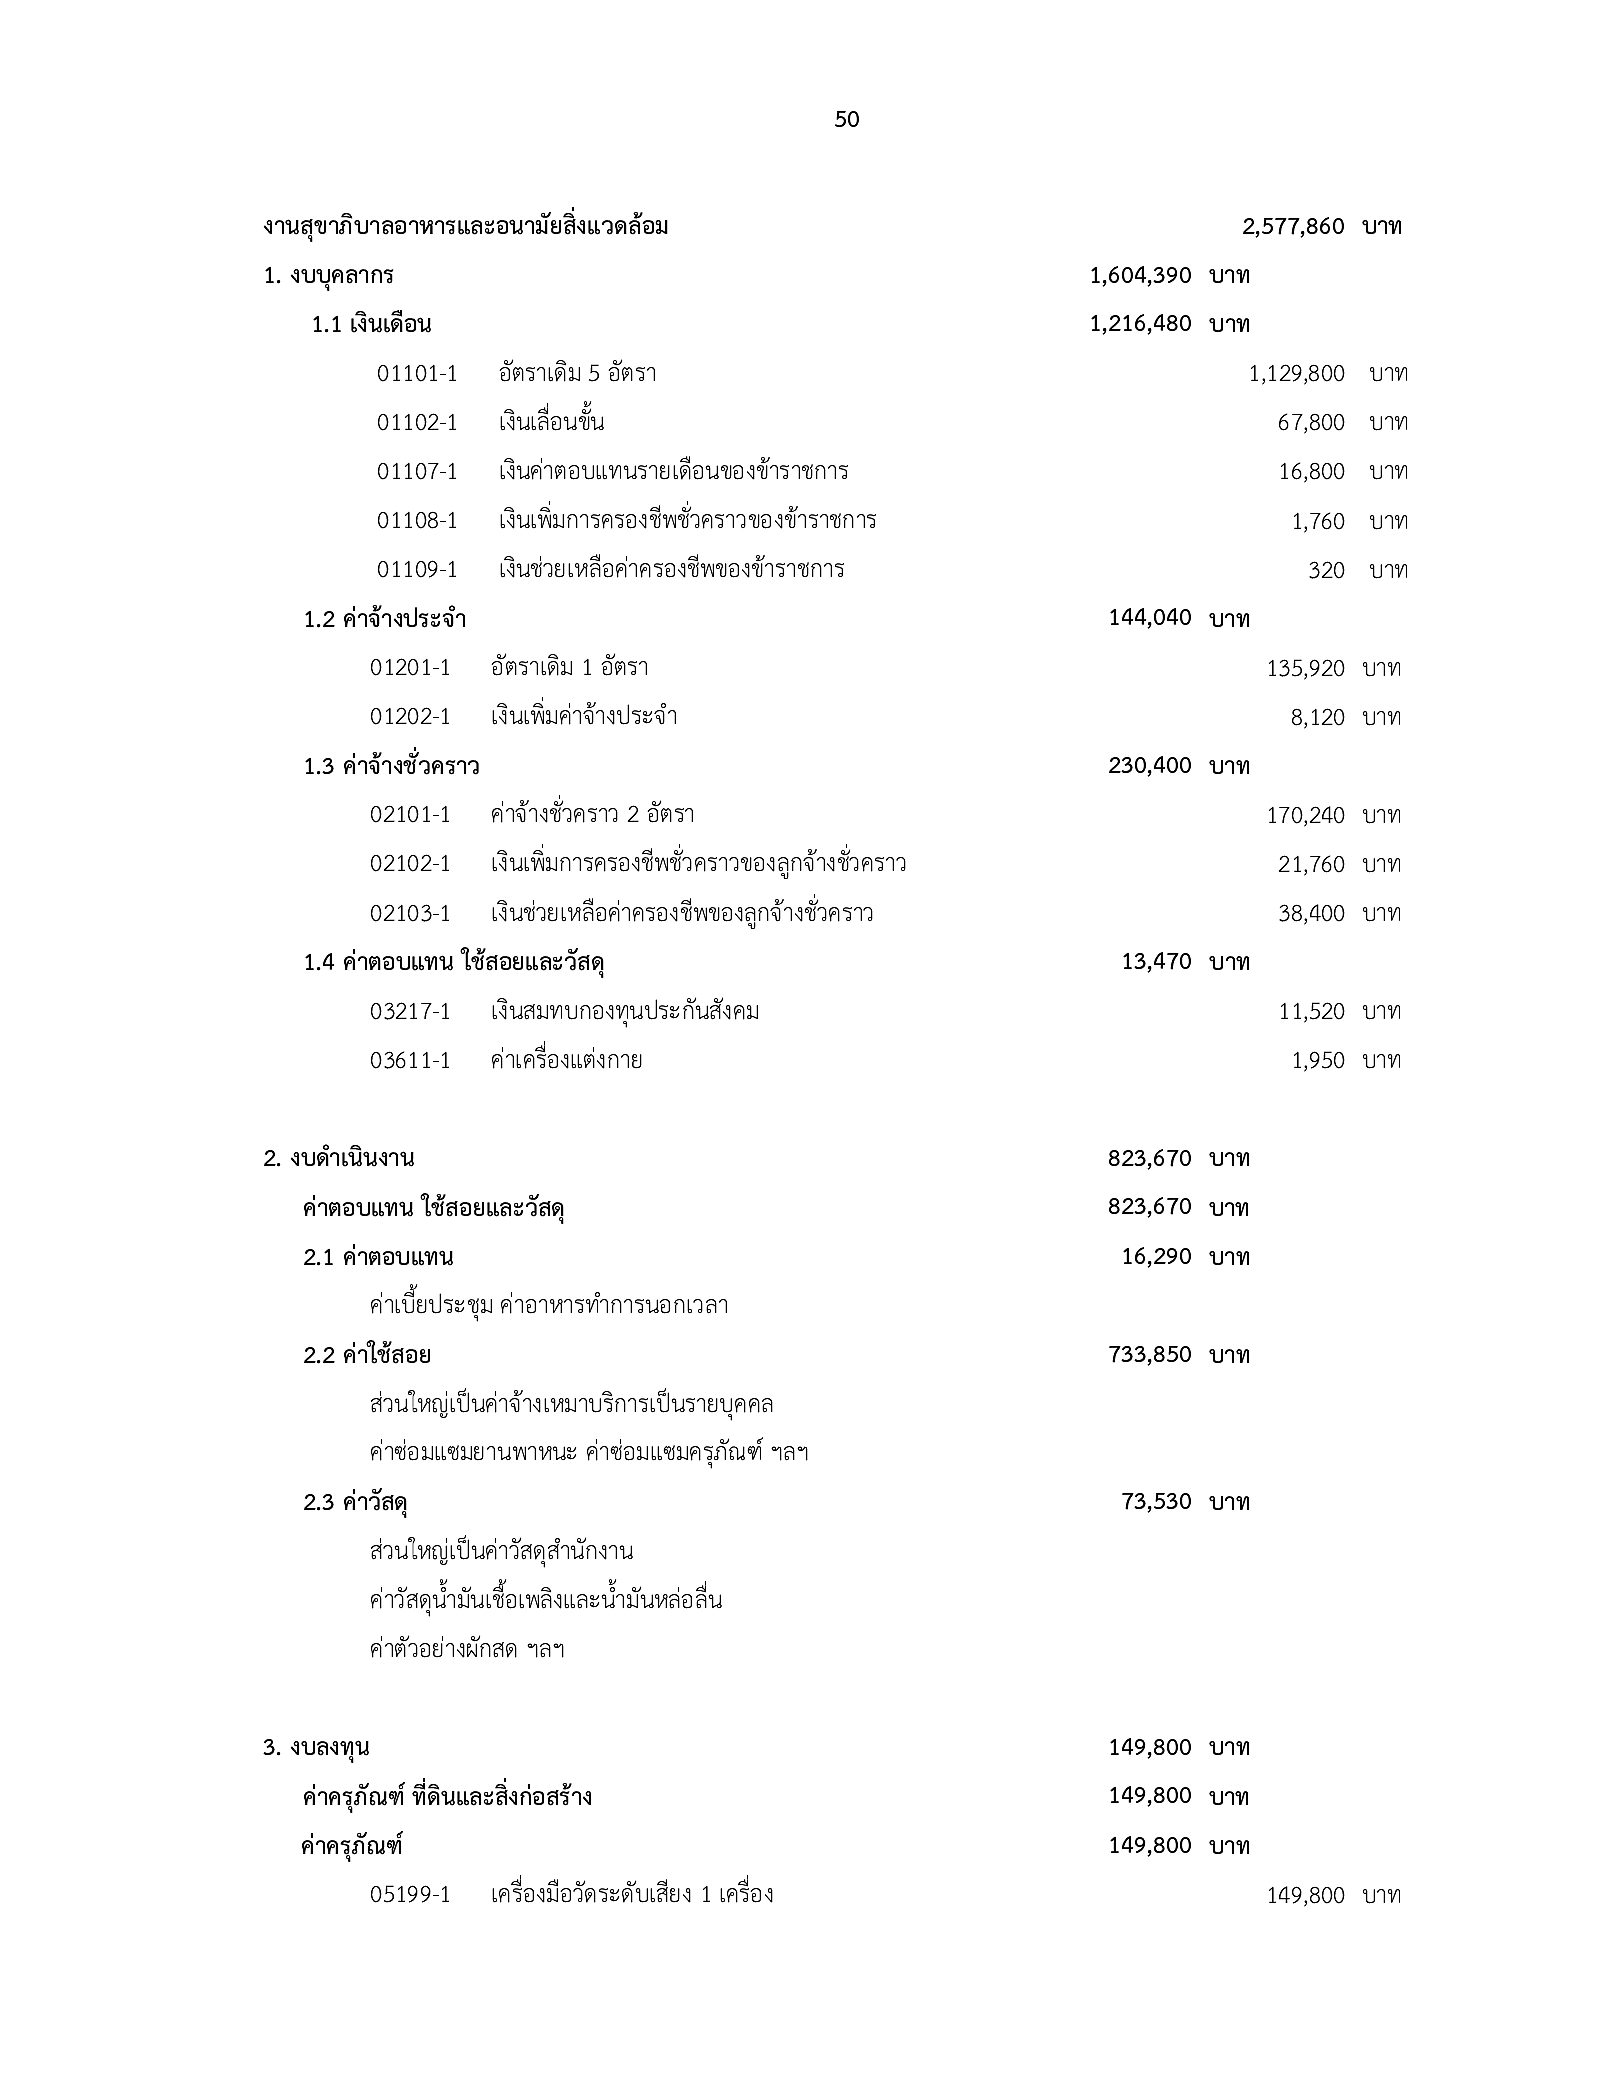 50
งานสุขาภิบาลอาหารและอนามัยสิ่งแวดล้อม 2,577,860 บาท
1. งบบุคลากร 1,604,390 บาท
1.1 เงินเดือน 1,216,480 บาท
01101-1 อัตราเดิม 5 อัตรา 1,129,800 บาท
01102-1 เงินเลื่อนขั้น 67,800 บาท
01107-1 เงินค่าตอบแทนรายเดือนของข้าราชการ 16,800 บาท
01108-1 เงินเพิ่มการครองชีพชั่วคราวของข้าราชการ 1,760 บาท
01109-1 เงินช่วยเหลือค่าครองชีพของข้าราชการ 320 บาท
1.2 ค่าจ้างประจำ 144,040 บาท
01201-1 อัตราเดิม 1 อัตรา 135,920 บาท
01202-1 เงินเพิ่มค่าจ้างประจำ 8,120 บาท
1.3 ค่าจ้างชั่วคราว 230,400 บาท
02101-1 ค่าจ้างชั่วคราว 2 อัตรา 170,240 บาท
02102-1 เงินเพิ่มการครองชีพชั่วคราวของลูกจ้างชั่วคราว 21,760 บาท
02103-1 เงินช่วยเหลือค่าครองชีพของลูกจ้างชั่วคราว 38,400 บาท
1.4 ค่าตอบแทน ใช้สอยและวัสดุ 13,470 บาท
03217-1 เงินสมทบกองทุนประกันสังคม 11,520 บาท
03611-1 ค่าเครื่องแต่งกาย 1,950 บาท
2. งบดำเนินงาน 823,670 บาท
ค่าตอบแทน ใช้สอยและวัสดุ 823,670 บาท
2.1 ค่าตอบแทน 16,290 บาท
ค่าเบี้ยประชุม ค่าอาหารทำการนอกเวลา
2.2 ค่าใช้สอย 733,850 บาท
ส่วนใหญ่เป็นค่าจ้างเหมาบริการเป็นรายบุคคล
ค่าซ่อมแซมยานพาหนะ ค่าซ่อมแซมครุภัณฑ์ ฯลฯ
2.3 ค่าวัสดุ 73,530 บาท
ส่วนใหญ่เป็นค่าวัสดุสำนักงาน
ค่าวัสดุน้ำมันเชื้อเพลิงและน้ำมันหล่อลื่น
ค่าตัวอย่างผักสด ฯลฯ
3. งบลงทุน 149,800 บาท
ค่าครุภัณฑ์ ที่ดินและสิ่งก่อสร้าง 149,800 บาท
ค่าครุภัณฑ์ 149,800 บาท
05199-1 เครื่องมือวัดระดับเสียง 1 เครื่อง 149,800 บาท